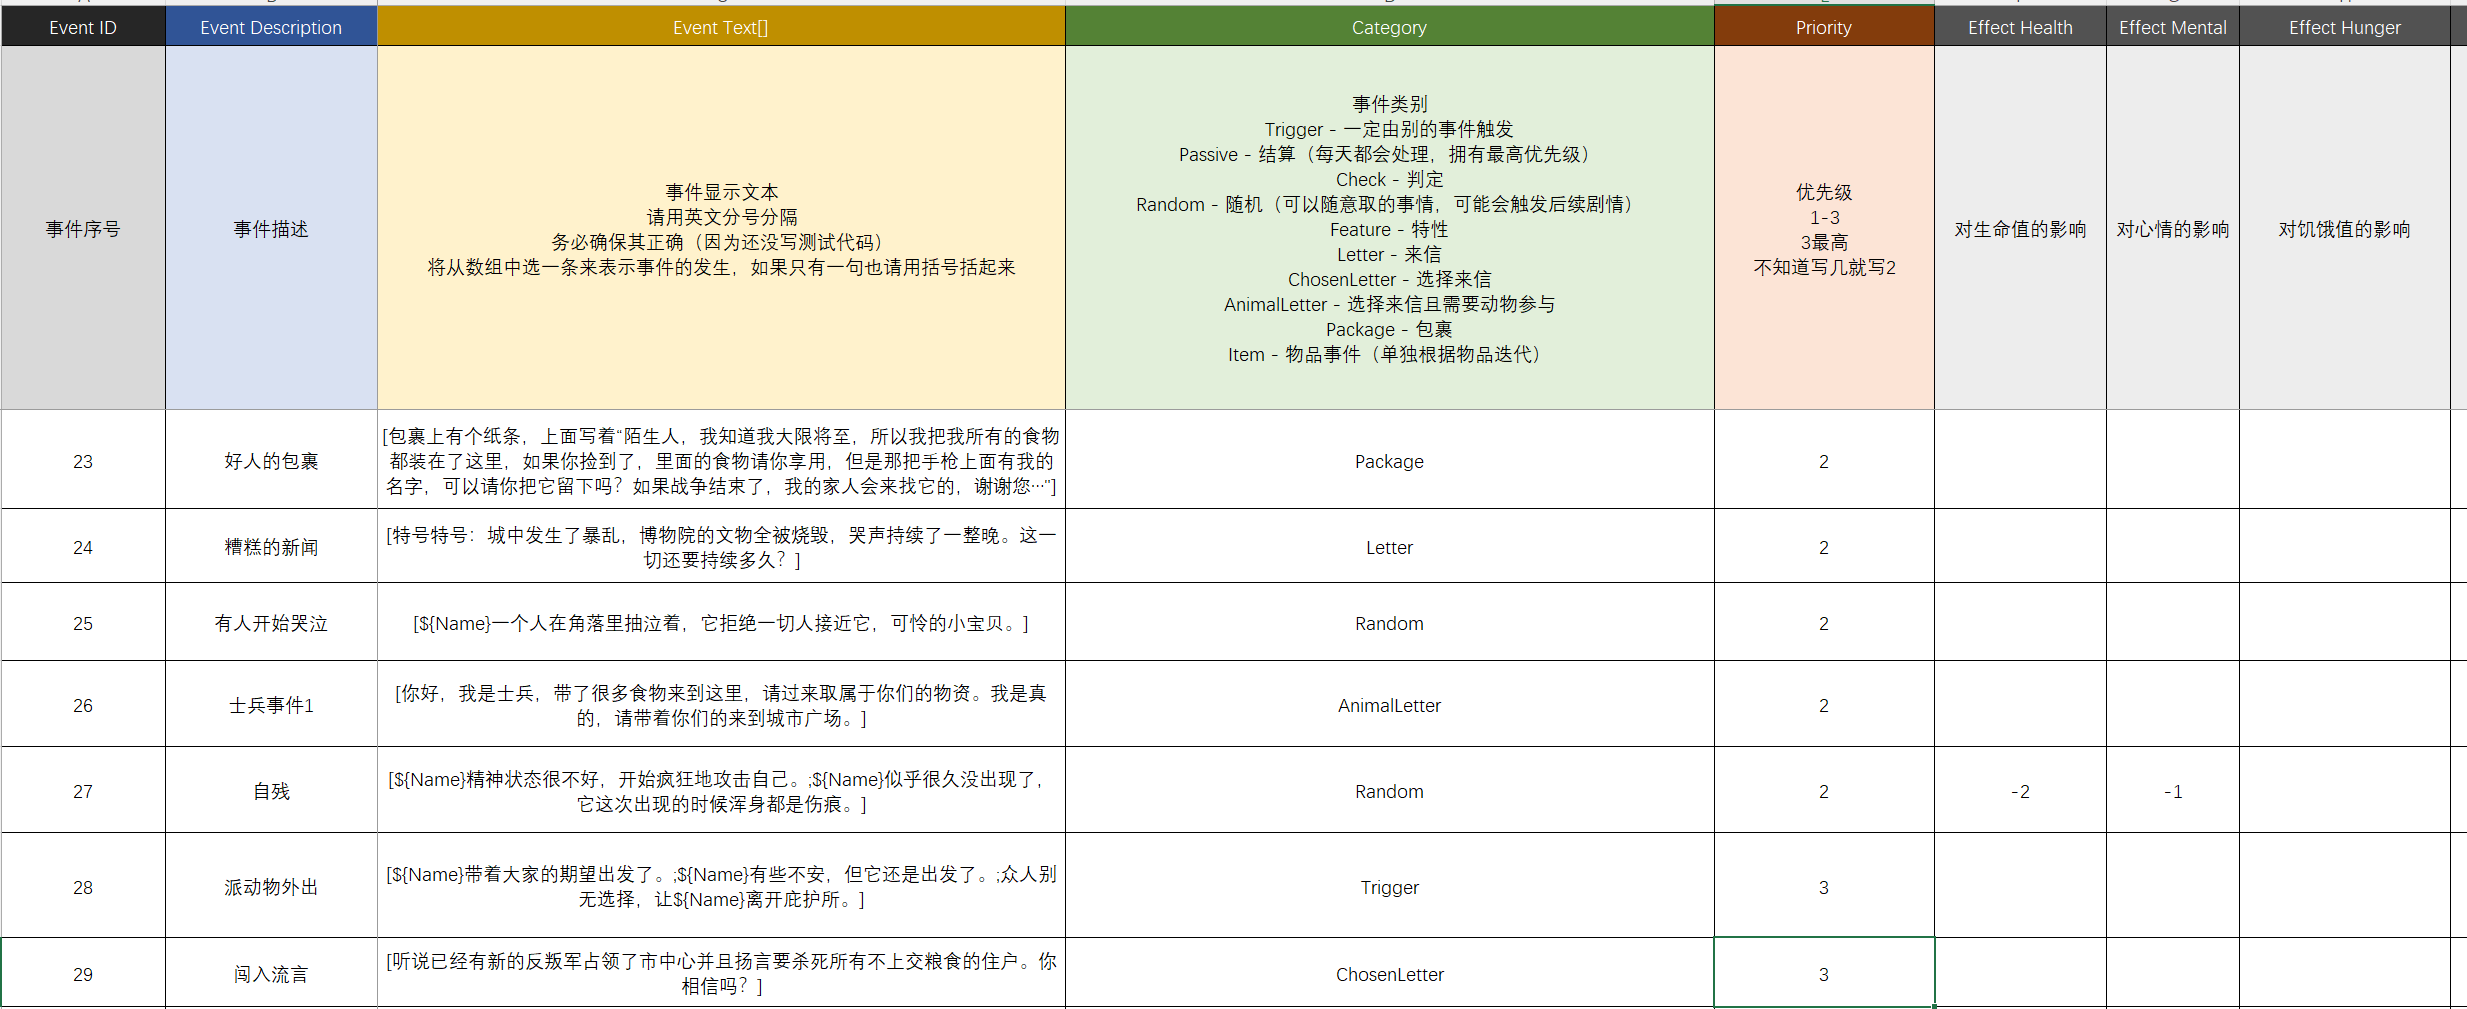 Event ID
Event Description
Event Text[]
Category
Priority
Effect Health
Effect Mental
Effect Hunger
事件序号
事件描述
事件显示文本
请用英文分号分隔
务必确保其正确（因为还没写测试代码）
将从数组中选一条来表示事件的发生，如果只有一句也请用括号括起来
事件类别
Trigger - 一定由别的事件触发
Passive - 结算（每天都会处理，拥有最高优先级）
Check - 判定
Random - 随机（可以随意取的事情，可能会触发后续剧情）
Feature - 特性
Letter - 来信
ChosenLetter - 选择来信
AnimalLetter - 选择来信且需要动物参与
Package - 包裹
Item - 物品事件（单独根据物品迭代）
优先级
1-3
3最高
不知道写几就写2
对生命值的影响
对心情的影响
对饥饿值的影响
23
好人的包裹
[包裹上有个纸条，上面写着“陌生人，我知道我大限将至，所以我把我所有的食物
都装在了这里，如果你捡到了，里面的食物请你享用，但是那把手枪上面有我的
名字，可以请你把它留下吗？如果战争结束了，我的家人会来找它的，谢谢您…"]
Package
2
24
糟糕的新闻
[特号特号：城中发生了暴乱，博物院的文物全被烧毁，哭声持续了一整晚。这一
切还要持续多久？]
Letter
2
25
有人开始哭泣
[${Name}一个人在角落里抽泣着，它拒绝一切人接近它，可怜的小宝贝。]
Random
2
26
士兵事件1
[你好，我是士兵，带了很多食物来到这里，请过来取属于你们的物资。我是真
的，请带着你们的来到城市广场。]
AnimalLetter
2
27
自残
[${Name}精神状态很不好，开始疯狂地攻击自己。;${Name}似乎很久没出现了，
它这次出现的时候浑身都是伤痕。]
Random
2
-2
-1
28
派动物外出
[${Name}带着大家的期望出发了。;${Name}有些不安，但它还是出发了。;众人别
无选择，让${Name}离开庇护所。]
Trigger
3
29
闯入流言
[听说已经有新的反叛军占领了市中心并且扬言要杀死所有不上交粮食的住户。你
相信吗？]
ChosenLetter
3